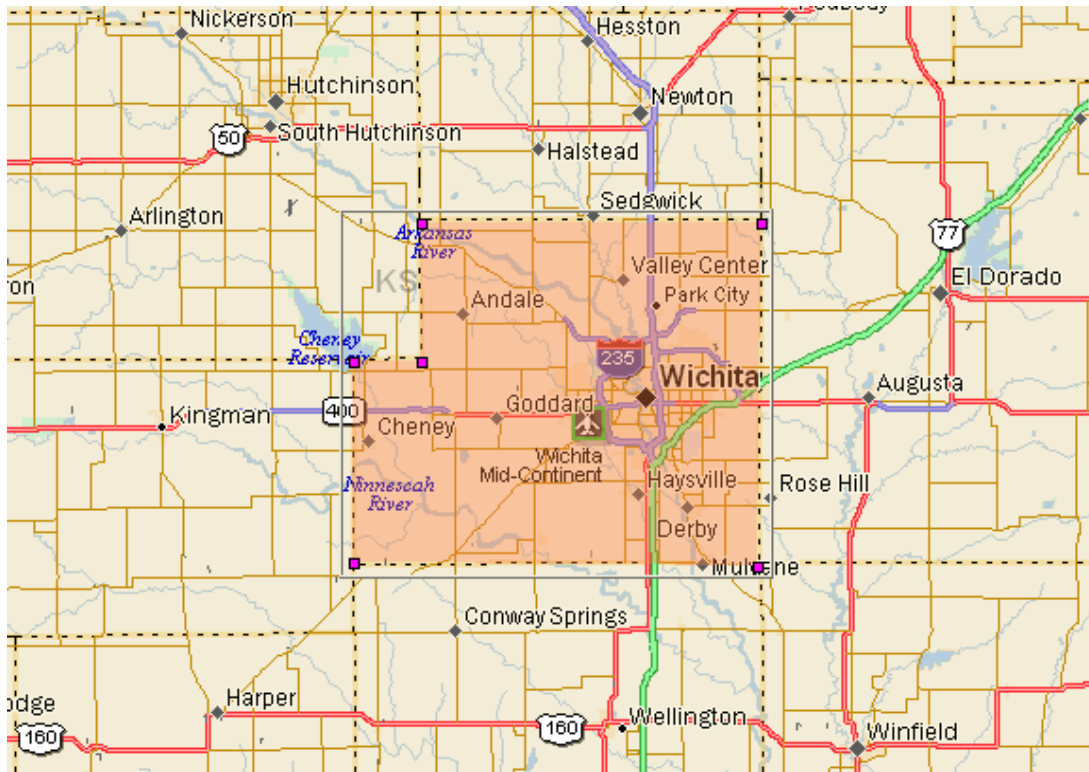 Nickerson
Hesston
Peabody
Hutchinson
Newton
South Hutchinson
50
Halstead
Arlington
Sedgwick
Arkansas
River
77
KS
Valley Center
El Dorado
Andale
Park City
ron
Cheney
Reservoir
235
Wichita
Augusta
Kingman
400
Goddard
Cheney
Wichita
Mid-Continent
Ninnescah
River
Haysville
Rose Hill
Derby
Mulvane
Conway Springs
Harper
odge
160
160
Wellington
Winfield